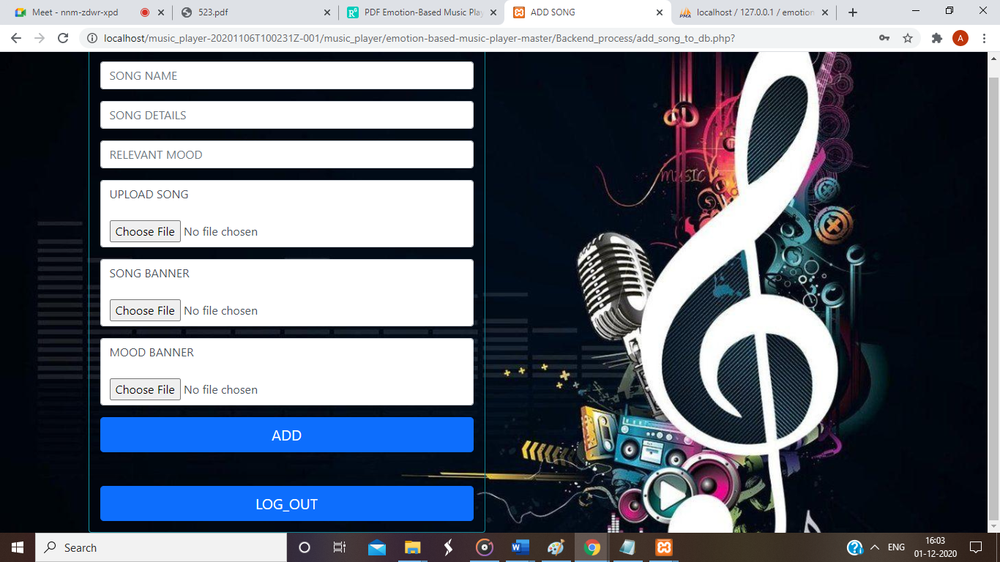 Meet - nnm-zdwr-xpd
523.pdf
PDF Emotion-Based Music Play
ADD SONG
localhost / 127.0.0.1 / emotion
localhost/music_player-20201106T100231Z-001/music_player/emotion-based-music-player-master/Backend_process/add_song_to_db.php?
A
SONG NAME
SONG DETAILS
RELEVANT MOOD
UPLOAD SONG
Choose File No file chosen
SONG BANNER
Choose File No file chosen
MOOD BANNER
Choose File No file chosen
ADD
LOG_OUT
MUSIC
Search
ENG
16:03
01-12-2020